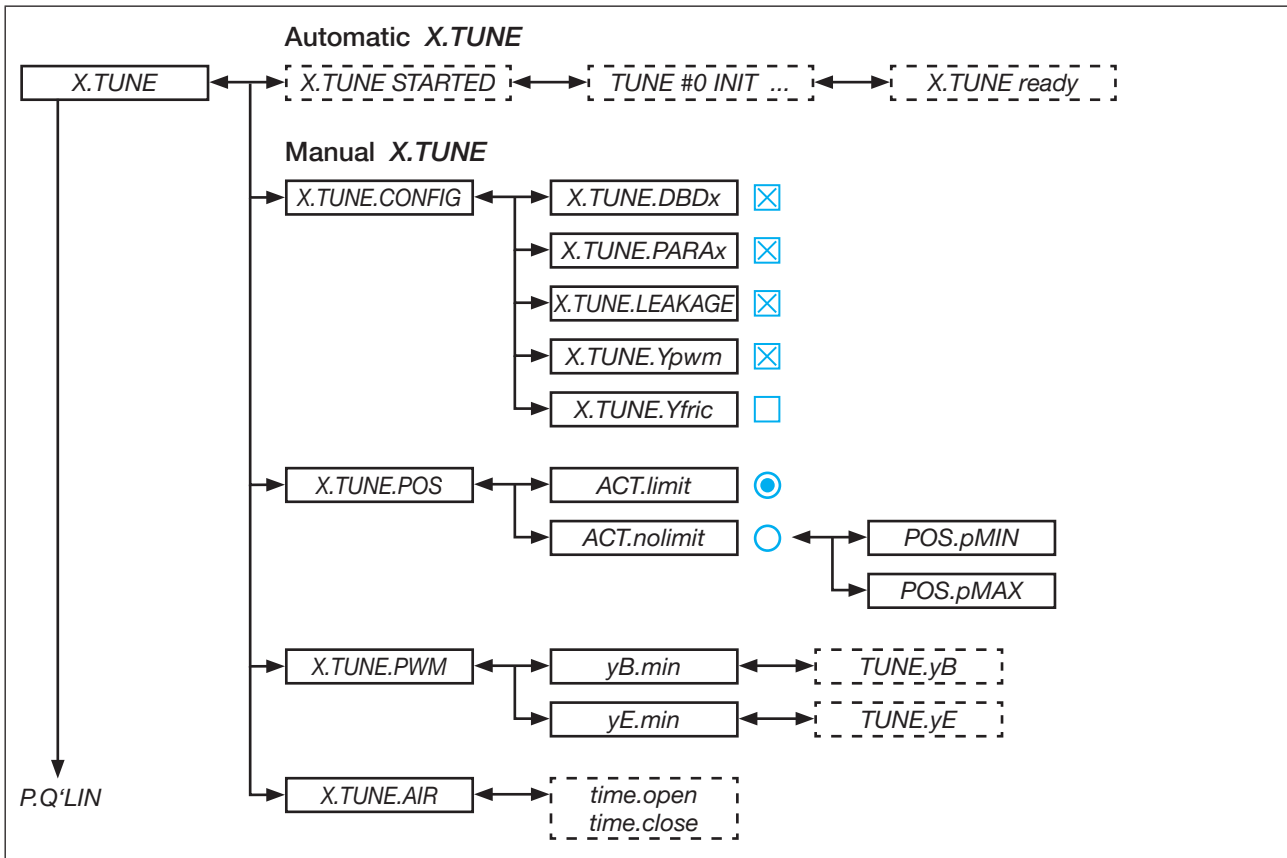 Automatic X.TUNE
X.TUNE
X.TUNE STARTED
TUNE #0 INIT ...
X.TUNE ready
Manual X.TUNE
X.TUNE.CONFIG
X.TUNE.DBDx
X.TUNE.PARAx
X.TUNE.LEAKAGE
X.TUNE.Ypwm
X.TUNE.Yfric
X.TUNE.POS
ACT.limit
ACT.nolimit
POS.pMIN
POS.pMAX
X.TUNE.PWM
yB.min
TUNE.yB
yE.min
TUNE.yE
P.Q‘LIN
X.TUNE.AIR
time.open
time.close